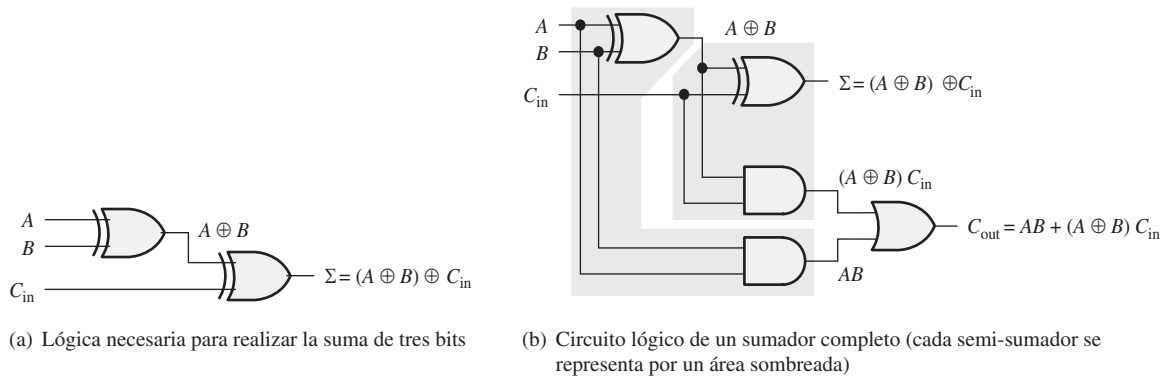 A
B
C_in
A ⊕ B
Σ = (A ⊕ B) ⊕ C_in
(a) Lógica necesaria para realizar la suma de tres bits
A
B
C_in
A ⊕ B
Σ = (A ⊕ B) ⊕C_in
(A ⊕ B) C_in
AB
C_out = AB + (A ⊕ B) C_in
(b) Circuito lógico de un sumador completo (cada semi-sumador se
representa por un área sombreada)